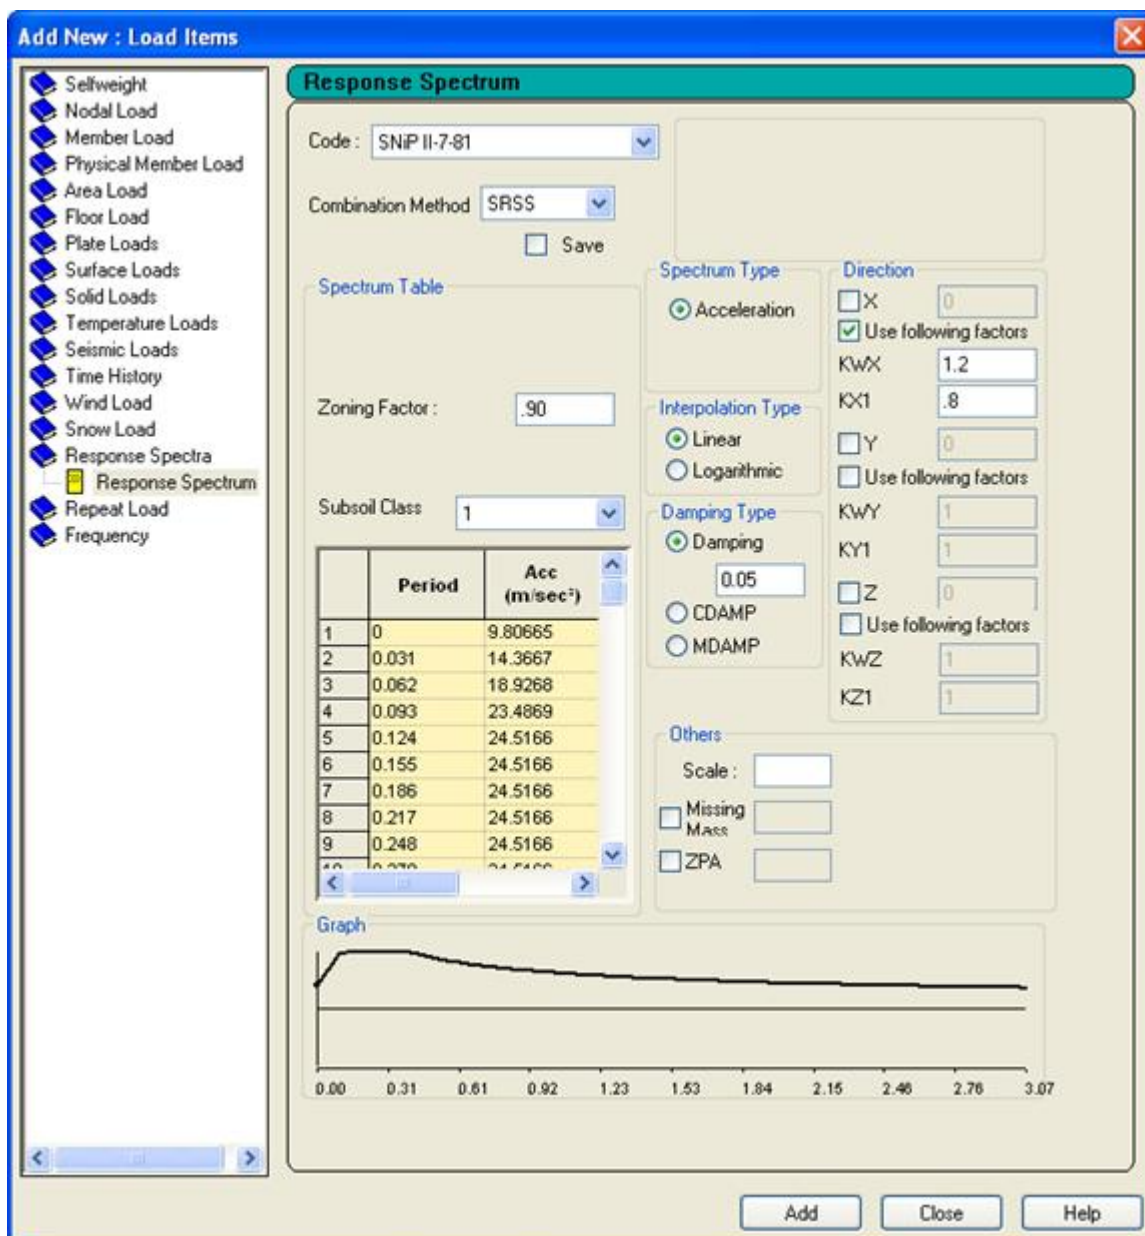 Add New : Load Items
Selfweight
Nodal Load
Member Load
Physical Member Load
Area Load
Floor Load
Plate Loads
Surface Loads
Solid Loads
Temperature Loads
Seismic Loads
Time History
Wind Load
Snow Load
Response Spectra
Response Spectrum
Repeat Load
Frequency
Response Spectrum
Code : SNiP II-7-81
Combination Method SRSS
Save
Spectrum Table
Zoning Factor : .90
Subsoil Class 1
Period Acc (m/sec²)
1 0 9.80665
2 0.031 14.3667
3 0.062 18.9268
4 0.093 23.4869
5 0.124 24.5166
6 0.155 24.5166
7 0.186 24.5166
8 0.217 24.5166
9 0.248 24.5166
Spectrum Type
Acceleration
Interpolation Type
Linear
Logarithmic
Damping Type
Damping
0.05
CDAMP
MDAMP
Direction
X 0
Use following factors
KWX 1.2
KX1 .8
Y 0
Use following factors
KWY 1
KY1 1
Z 0
Use following factors
KWZ 1
KZ1 1
Others
Scale :
Missing
Mass
ZPA
Graph
0.00 0.31 0.61 0.92 1.23 1.53 1.84 2.15 2.46 2.76 3.07
Add Close Help